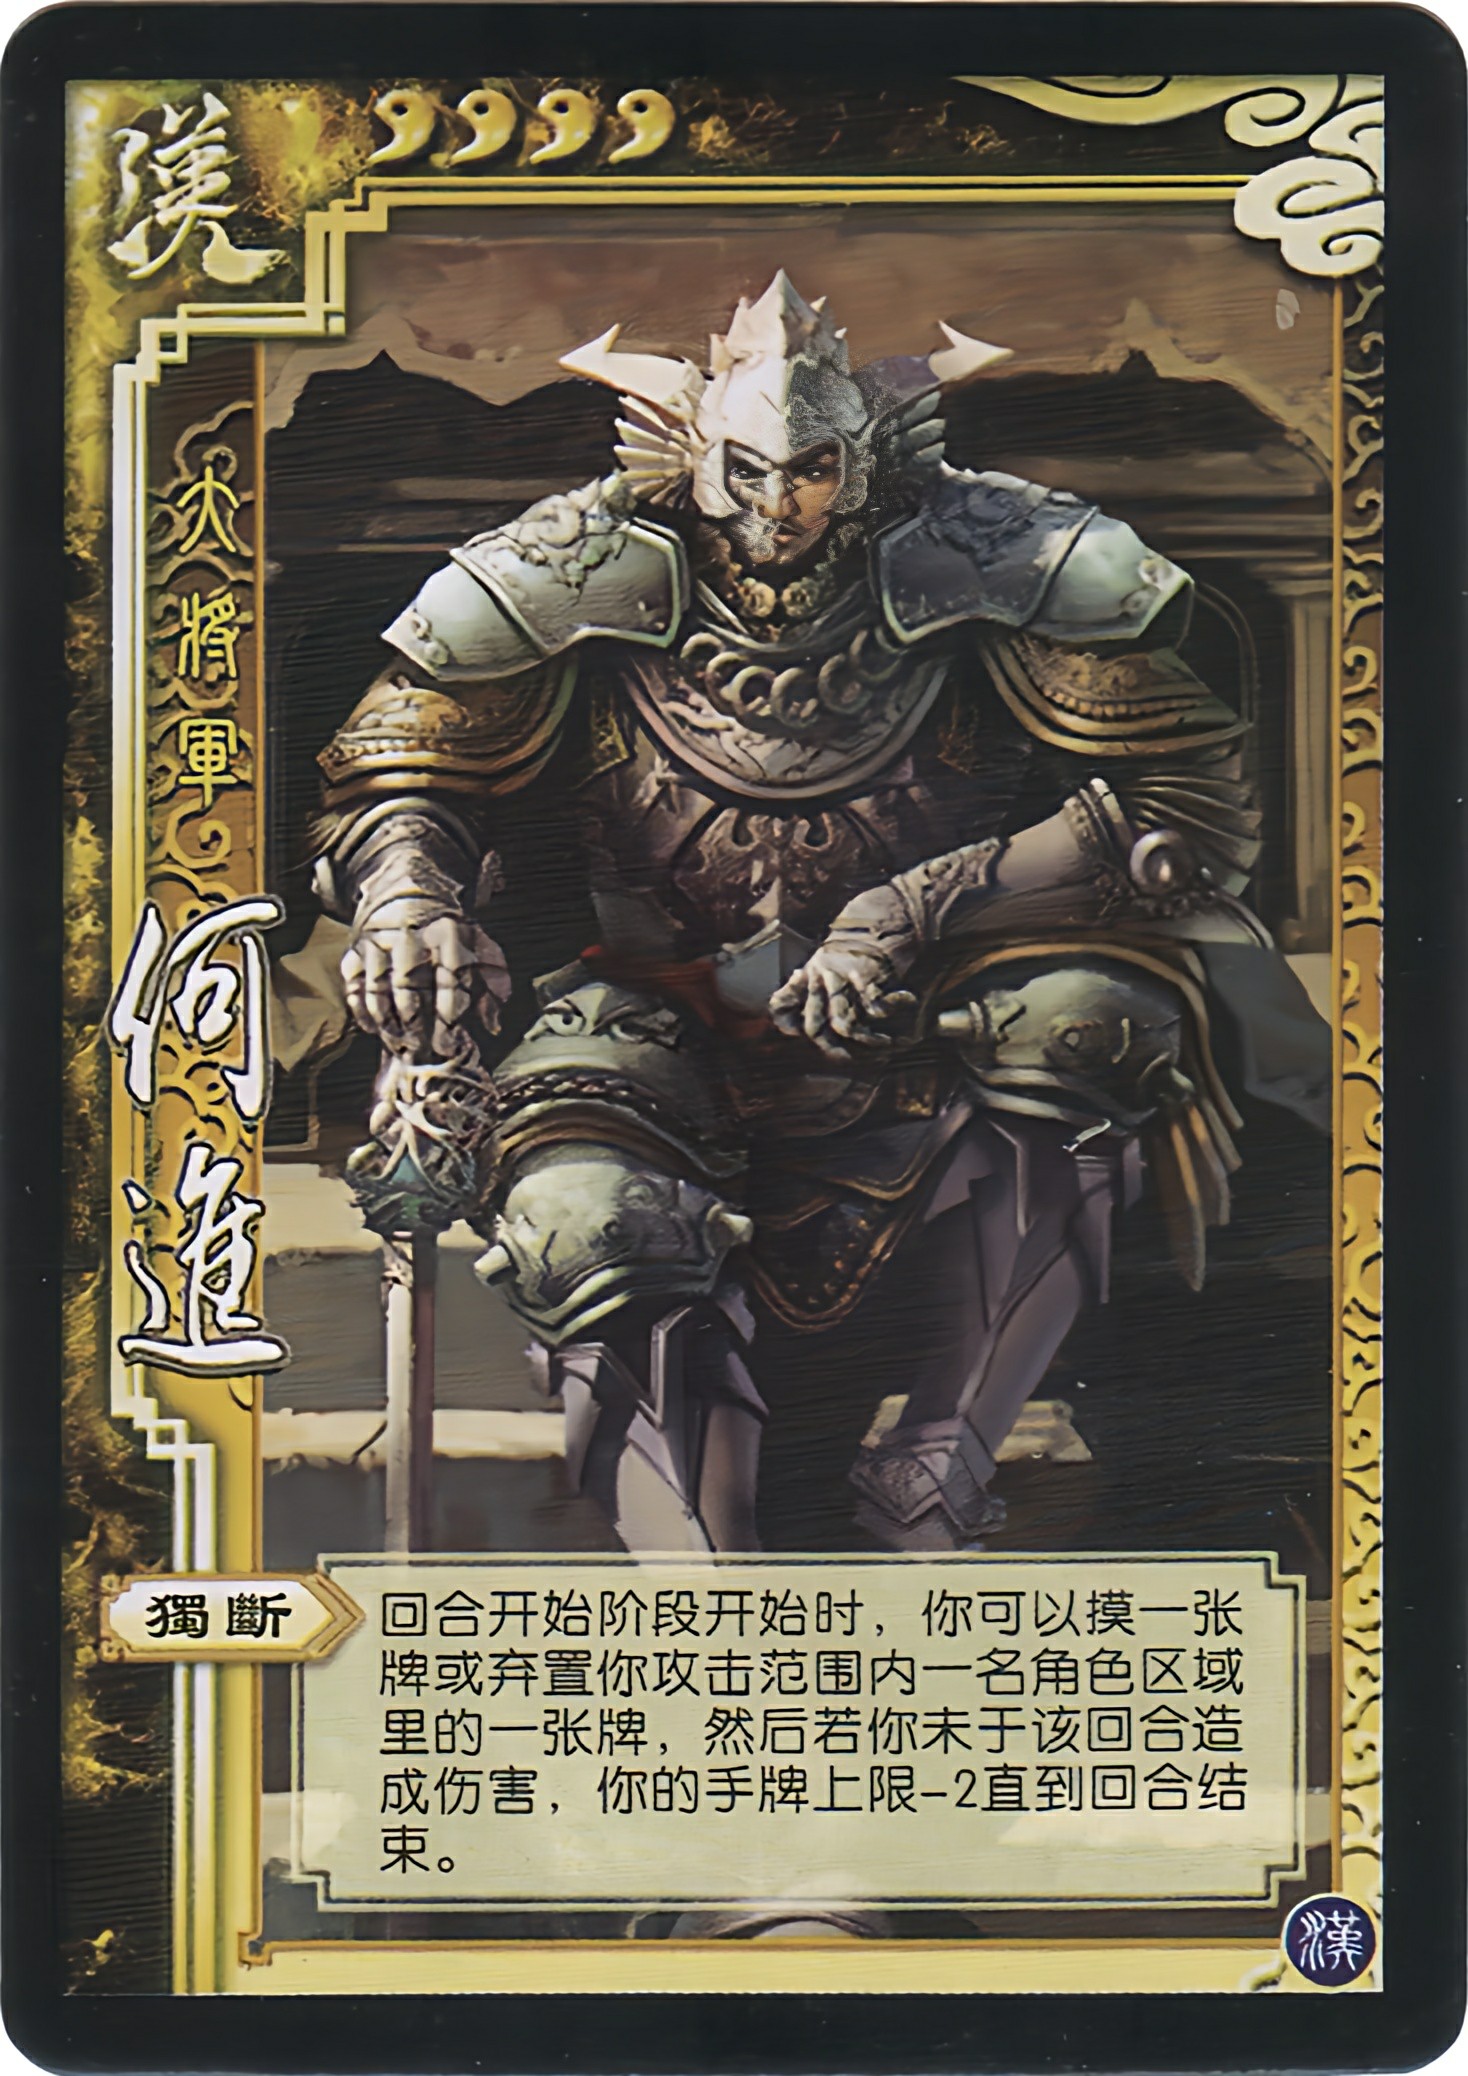 漢
大將軍
何進
獨斷
回合开始阶段开始时，你可以摸一张
牌或弃置你攻击范围内一名角色区域
里的一张牌，然后若你未于该回合造
成伤害，你的手牌上限-2直到回合结
束。
漢